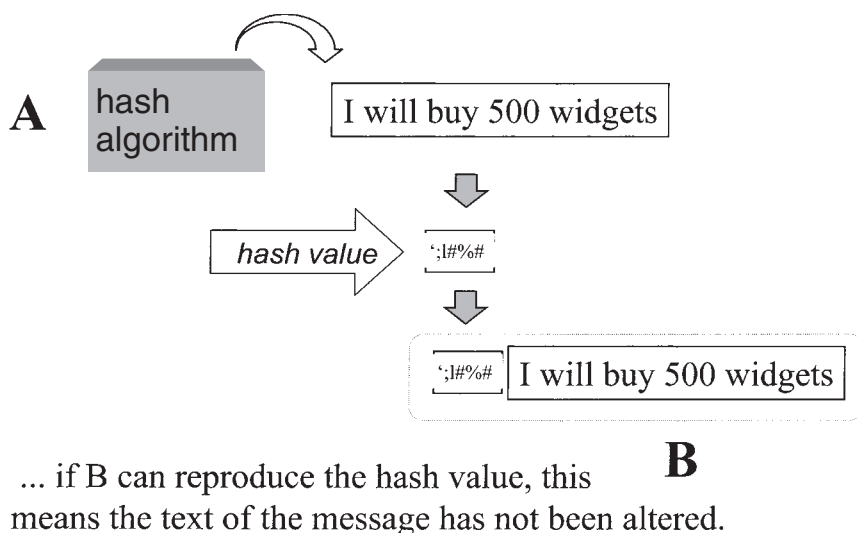 A
hash
algorithm
I will buy 500 widgets
hash value
‘;l#%#
‘;l#%#
I will buy 500 widgets
B
... if B can reproduce the hash value, this
means the text of the message has not been altered.